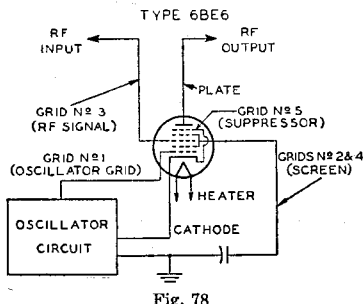 TYPE 6BE6
RF
INPUT
RF
OUTPUT
PLATE
GRID Nº 3
(RF SIGNAL)
GRID Nº 5
(SUPPRESSOR)
GRID Nº 1
(OSCILLATOR GRID)
GRIDS Nº 2 & 4
(SCREEN)
HEATER
CATHODE
OSCILLATOR
CIRCUIT
Fig. 78